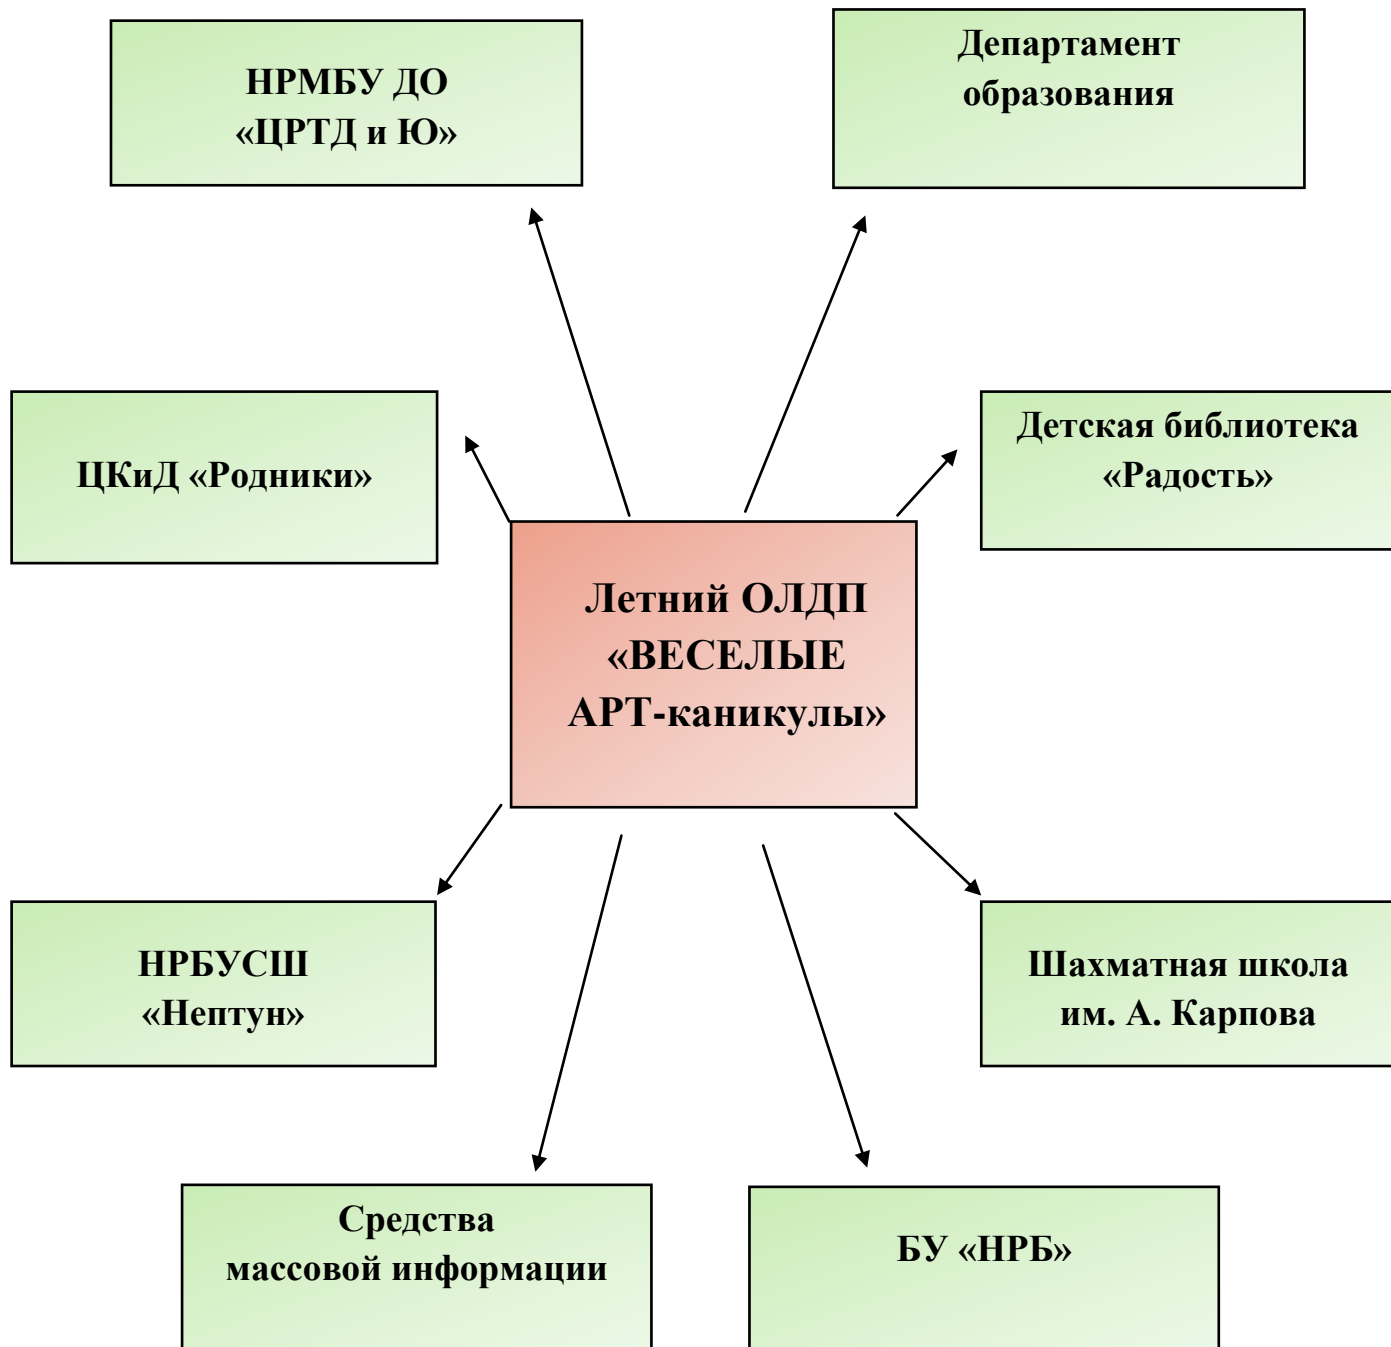 НРМБУ ДО
«ЦРТД и Ю»
Департамент
образования
ЦКиД «Родники»
Детская библиотека
«Радость»
Летний ОЛДП
«ВЕСЕЛЫЕ
АРТ-каникулы»
НРБУСШ
«Нептун»
Шахматная школа
им. А. Карпова
Средства
массовой информации
БУ «НРБ»